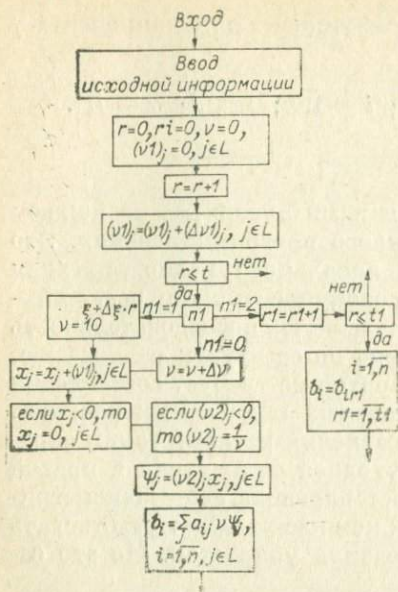 Вход
Ввод
исходной информации
r=0, ri=0, ν=0,
(ν1)j=0, j∈L
r=r+1
(ν1)j=(ν1)j+(Δν1)j, j∈L
r≤t
нет
да
нет
ν=10^(ξ+Δξ·r)
n1=1
n1
n1=2
r1=r1+1
r≤t1
n1=0
да
xj=xj+(ν1)j, j∈L
ν=ν+Δν
i=1,n
bi=bir1
r1=1,t1
если xj<0, то
xj=0, j∈L
если (ν2)j<0,
то (ν2)j=1/ν
ψj=(ν2)j xj, j∈L
bi=∑j aij ν ψj,
i=1,n, j∈L